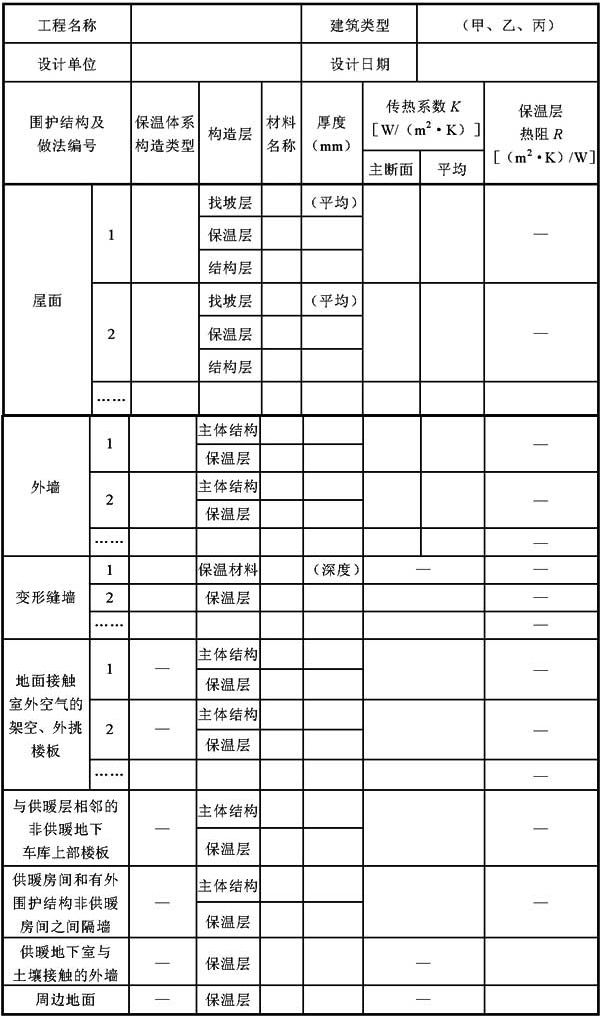 工程名称 建筑类型 （甲、乙、丙）
设计单位 设计日期
围护结构及
做法编号
保温体系
构造类型
构造层
材料
名称
厚度
（mm）
传热系数 K
［W/（m²·K）］
主断面 平均
保温层
热阻 R
［（m²·K）/W］
屋面
1
找坡层 （平均）
保温层
结构层
—
2
找坡层 （平均）
保温层
结构层
—
……
外墙
1
主体结构
保温层
—
2
主体结构
保温层
—
…… —
变形缝墙
1 保温材料 （深度） — —
2 保温层 —
…… —
地面接触
室外空气的
架空、外挑
楼板
1 —
主体结构
保温层
—
2 —
主体结构
保温层
—
…… —
与供暖层相邻的
非供暖地下
车库上部楼板
—
主体结构
保温层
—
供暖房间和有外
围护结构非供暖
房间之间隔墙
—
主体结构
保温层
—
供暖地下室与
土壤接触的外墙
— 保温层 —
周边地面 — 保温层 —